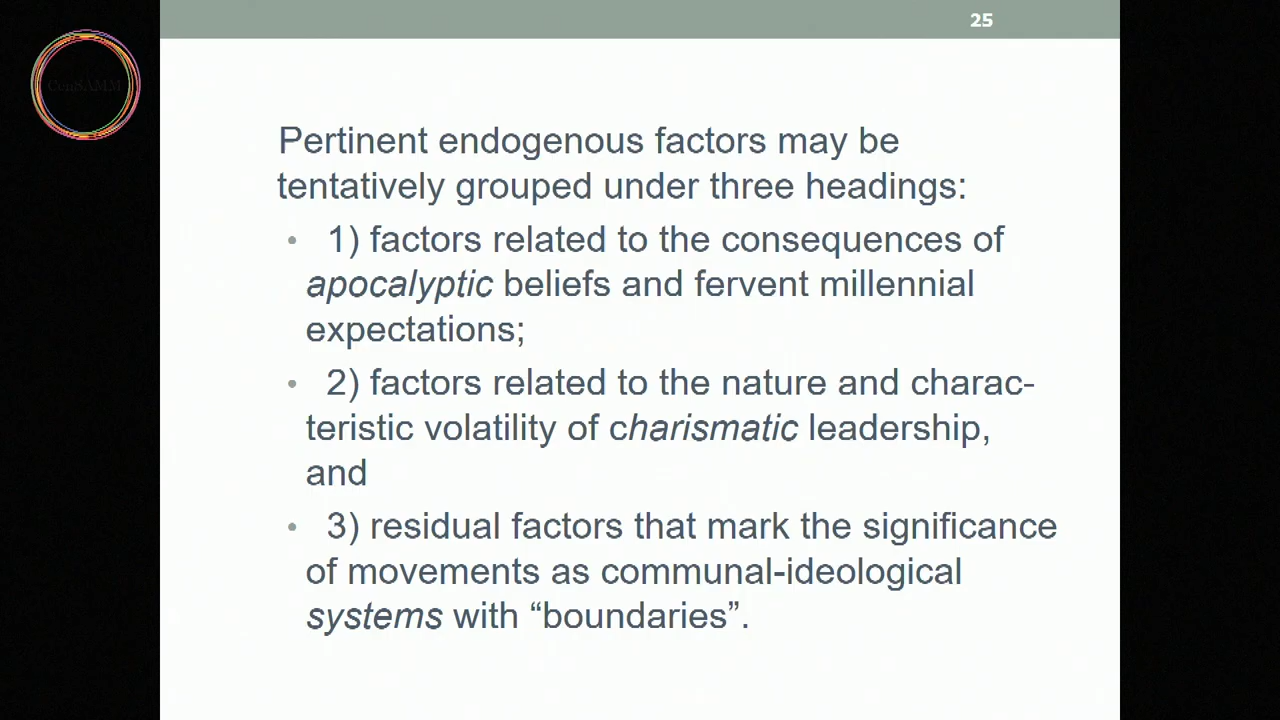 25
CenSAMM
Pertinent endogenous factors may be
tentatively grouped under three headings:
• 1) factors related to the consequences of
apocalyptic beliefs and fervent millennial
expectations;
• 2) factors related to the nature and charac-
teristic volatility of charismatic leadership,
and
• 3) residual factors that mark the significance
of movements as communal-ideological
systems with “boundaries”.